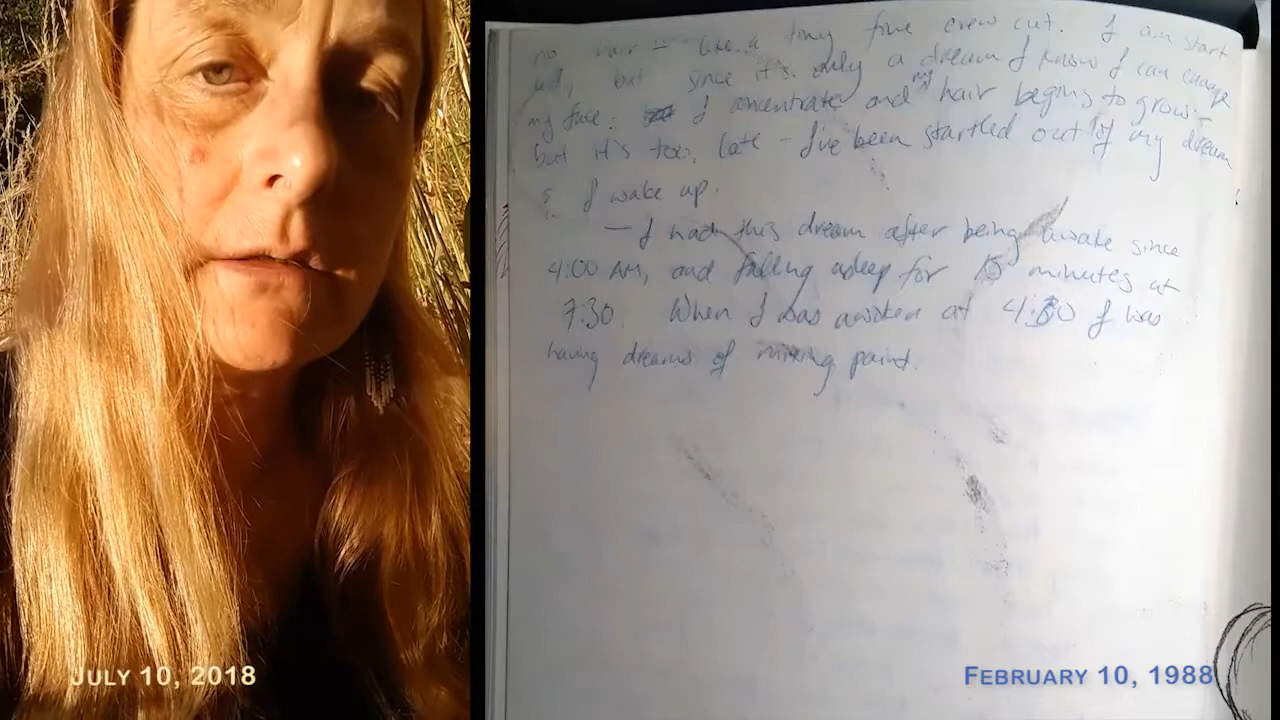 no hair — like a tiny fine crew cut. I am start
led, but since it's only a dream I know I can change
my face. I concentrate and my hair begins to grow –
but it's too late – I've been startled out of my dream
& I wake up.
— I had this dream after being awake since
4:00 AM, and falling asleep for 15 minutes at
7:30. When I was awoken at 4:30 I was
having dreams of mixing paint.
JULY 10, 2018
FEBRUARY 10, 1988